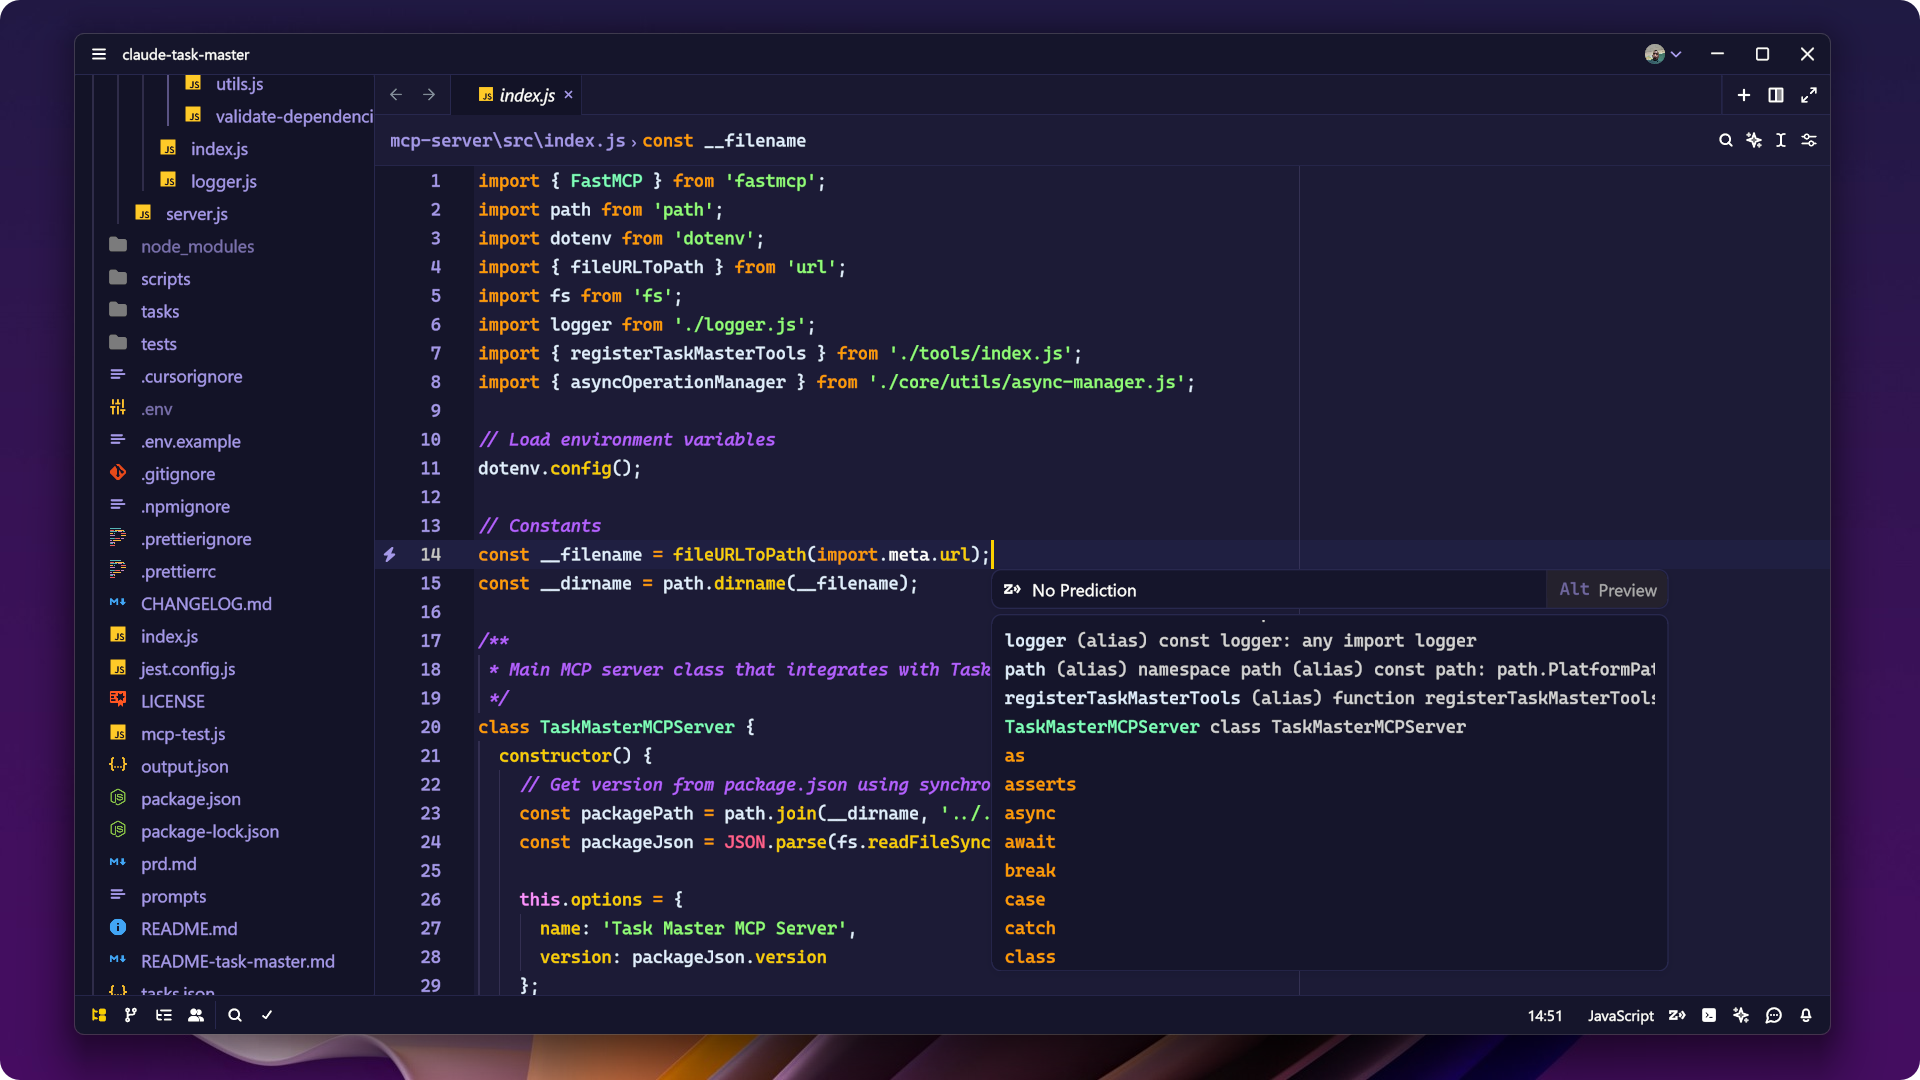 claude-task-master
utils.js
validate-dependenci
index.js
logger.js
server.js
node_modules
scripts
tasks
tests
.cursorignore
.env
.env.example
.gitignore
.npmignore
.prettierignore
.prettierrc
CHANGELOG.md
index.js
jest.config.js
LICENSE
mcp-test.js
output.json
package.json
package-lock.json
prd.md
prompts
README.md
README-task-master.md
tasks.json
index.js
mcp-server\src\index.js › const __filename
1 import { FastMCP } from 'fastmcp';
2 import path from 'path';
3 import dotenv from 'dotenv';
4 import { fileURLToPath } from 'url';
5 import fs from 'fs';
6 import logger from './logger.js';
7 import { registerTaskMasterTools } from './tools/index.js';
8 import { asyncOperationManager } from './core/utils/async-manager.js';
9
10 // Load environment variables
11 dotenv.config();
12
13 // Constants
14 const __filename = fileURLToPath(import.meta.url);
15 const __dirname = path.dirname(__filename);
16
17 /**
18 * Main MCP server class that integrates with Task
19 */
20 class TaskMasterMCPServer {
21 constructor() {
22 // Get version from package.json using synchro
23 const packagePath = path.join(__dirname, '../.
24 const packageJson = JSON.parse(fs.readFileSync
25
26 this.options = {
27 name: 'Task Master MCP Server',
28 version: packageJson.version
29 };
No Prediction
Alt Preview
logger (alias) const logger: any import logger
path (alias) namespace path (alias) const path: path.PlatformPat
registerTaskMasterTools (alias) function registerTaskMasterTools
TaskMasterMCPServer class TaskMasterMCPServer
as
asserts
async
await
break
case
catch
class
14:51 JavaScript